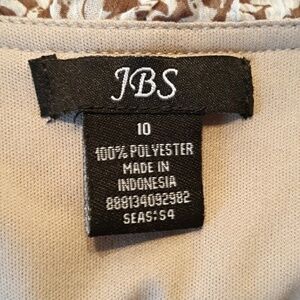 JBS
10
100% POLYESTER
MADE IN
INDONESIA
888134092982
SEAS:S4